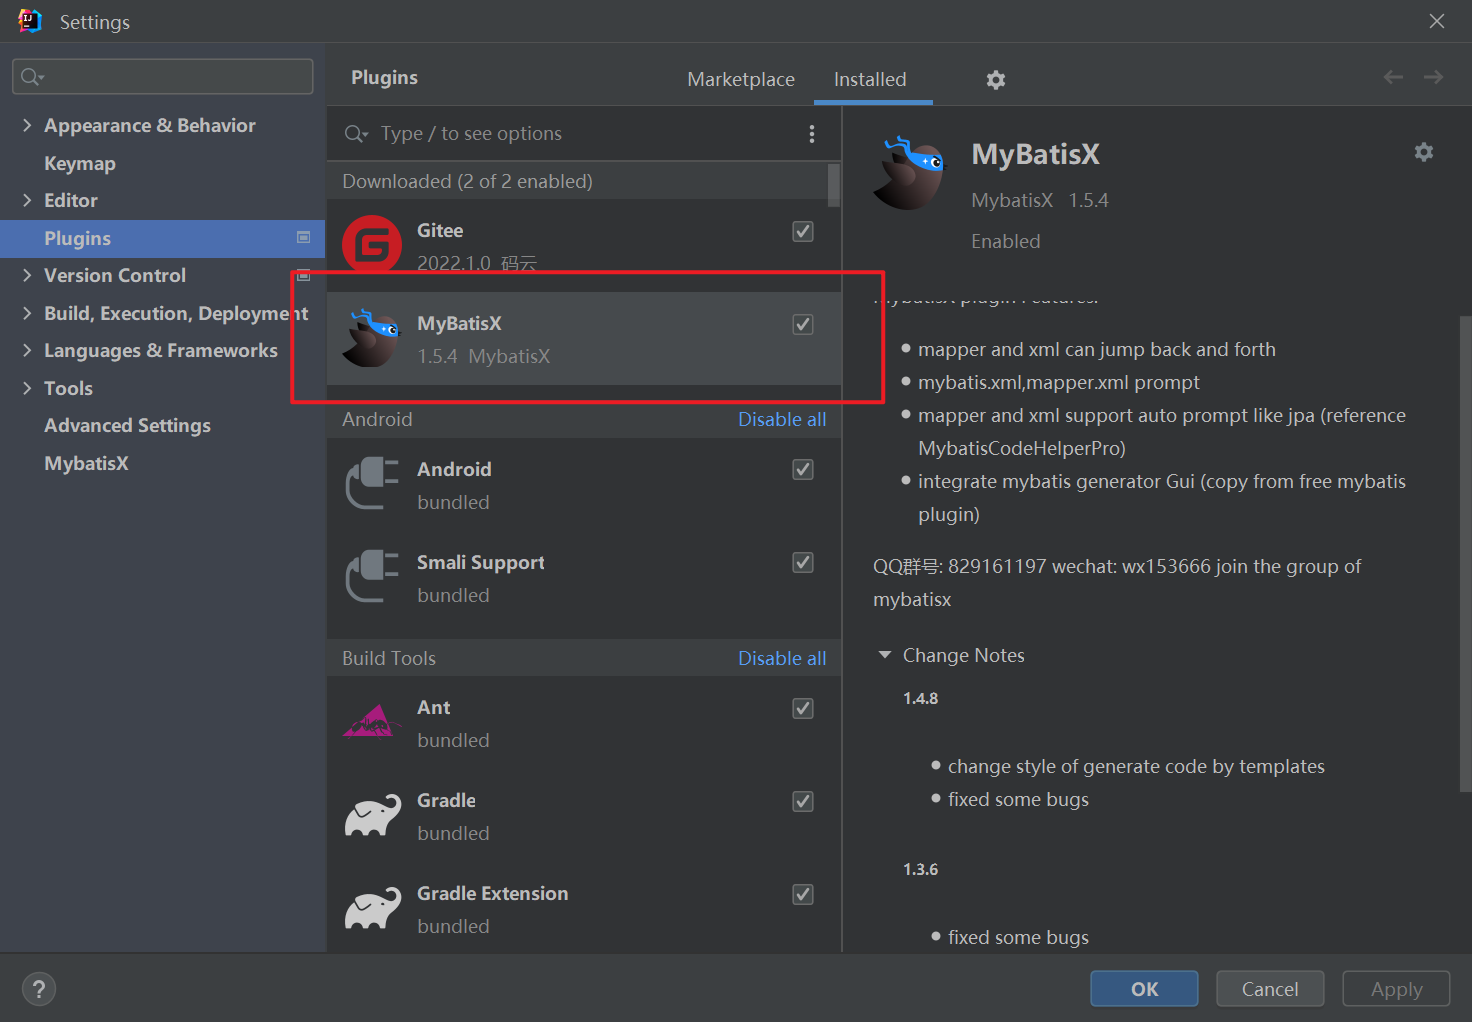 Settings
Appearance & Behavior
Keymap
Editor
Plugins
Version Control
Build, Execution, Deployment
Languages & Frameworks
Tools
Advanced Settings
MybatisX
Plugins
Marketplace
Installed
Type / to see options
Downloaded (2 of 2 enabled)
Gitee
2022.1.0 码云
MyBatisX
1.5.4 MybatisX
Android
Disable all
Android
bundled
Smali Support
bundled
Build Tools
Disable all
Ant
bundled
Gradle
bundled
Gradle Extension
bundled
MyBatisX
MybatisX 1.5.4
Enabled
MybatisX plugin Features:
mapper and xml can jump back and forth
mybatis.xml,mapper.xml prompt
mapper and xml support auto prompt like jpa (reference
MybatisCodeHelperPro)
integrate mybatis generator Gui (copy from free mybatis
plugin)
QQ群号: 829161197 wechat: wx153666 join the group of
mybatisx
Change Notes
1.4.8
change style of generate code by templates
fixed some bugs
1.3.6
fixed some bugs
?
OK
Cancel
Apply